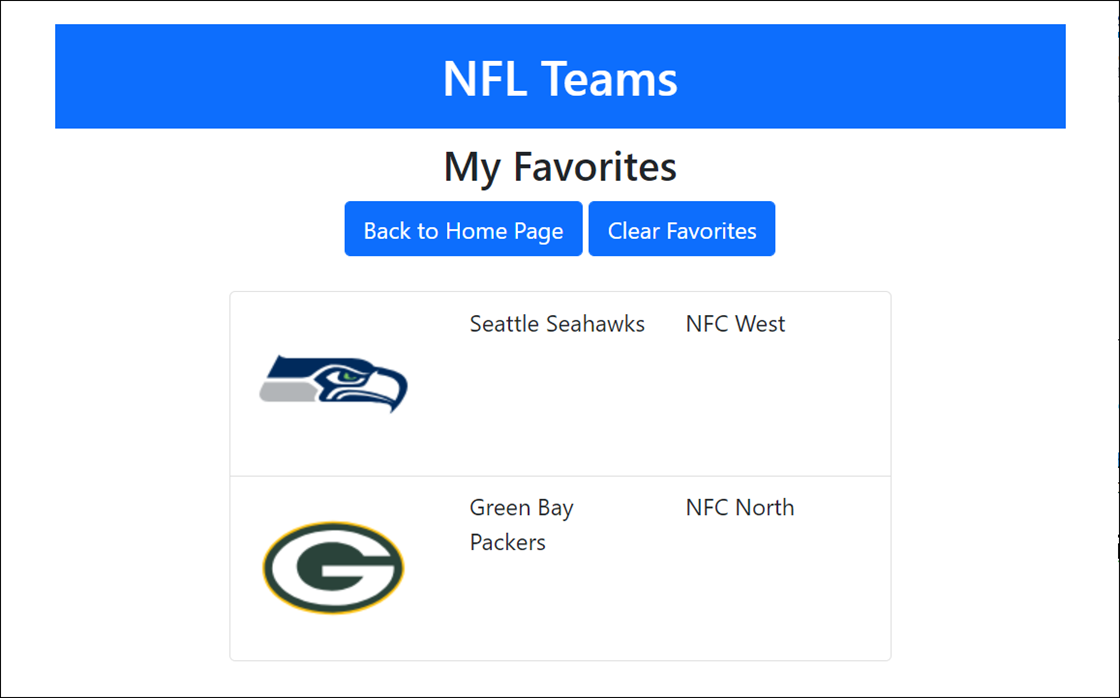 NFL Teams
My Favorites
Back to Home Page Clear Favorites
Seattle Seahawks NFC West
Green Bay NFC North
Packers
G